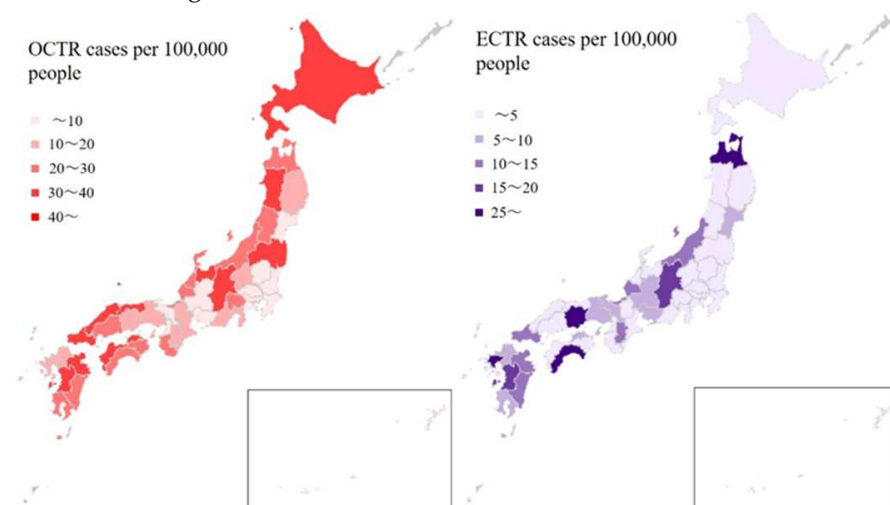 OCTR cases per 100,000
people
～10
10～20
20～30
30～40
40～
ECTR cases per 100,000
people
～5
5～10
10～15
15～20
25～